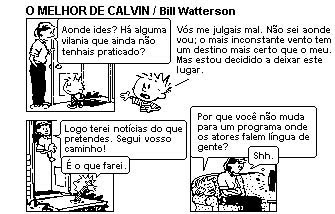 O MELHOR DE CALVIN / Bill Watterson
Aonde ides? Há alguma
vilania que ainda não
tenhais praticado?
Vós me julgais mal. Não sei aonde
vou; o mais inconstante vento tem
um destino mais certo que o meu.
Mas estou decidido a deixar este
lugar.
Logo terei notícias do que
pretendes. Segui vosso
caminho!
É o que farei.
Por que você não muda
para um programa onde
os atores falem língua de
gente?
Shh.